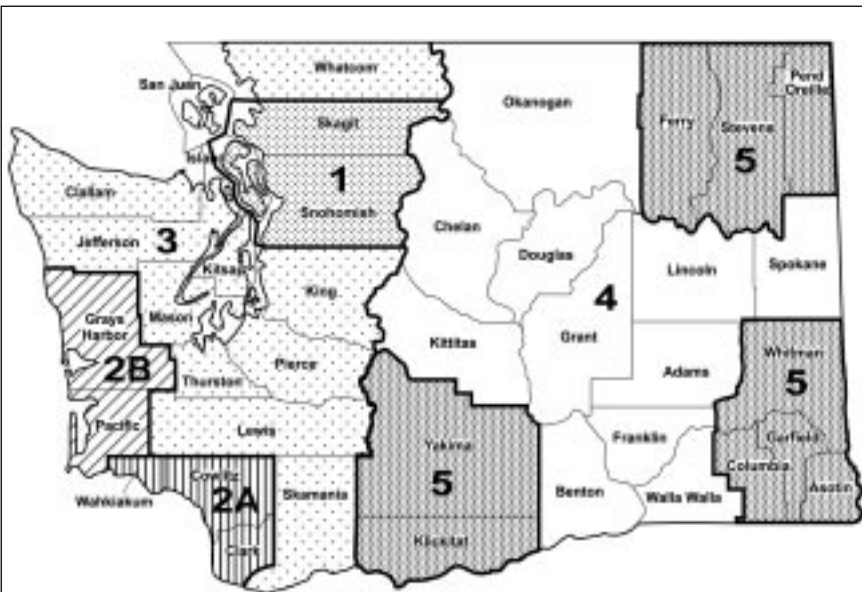 Whatcom
San Juan
Skagit
Okanogan
Pend
Oreille
Ferry
Stevens
Island
1
5
Clallam
Snohomish
Chelan
Jefferson
3
Douglas
Kitsap
Lincoln
Spokane
King
4
Grays
Harbor
Mason
Kittitas
Grant
Whitman
2B
Pierce
Adams
5
Thurston
Pacific
Lewis
Yakima
Franklin
Garfield
Columbia
Cowlitz
2A
Skamania
5
Benton
Walla Walla
Asotin
Wahkiakum
Clark
Klickitat